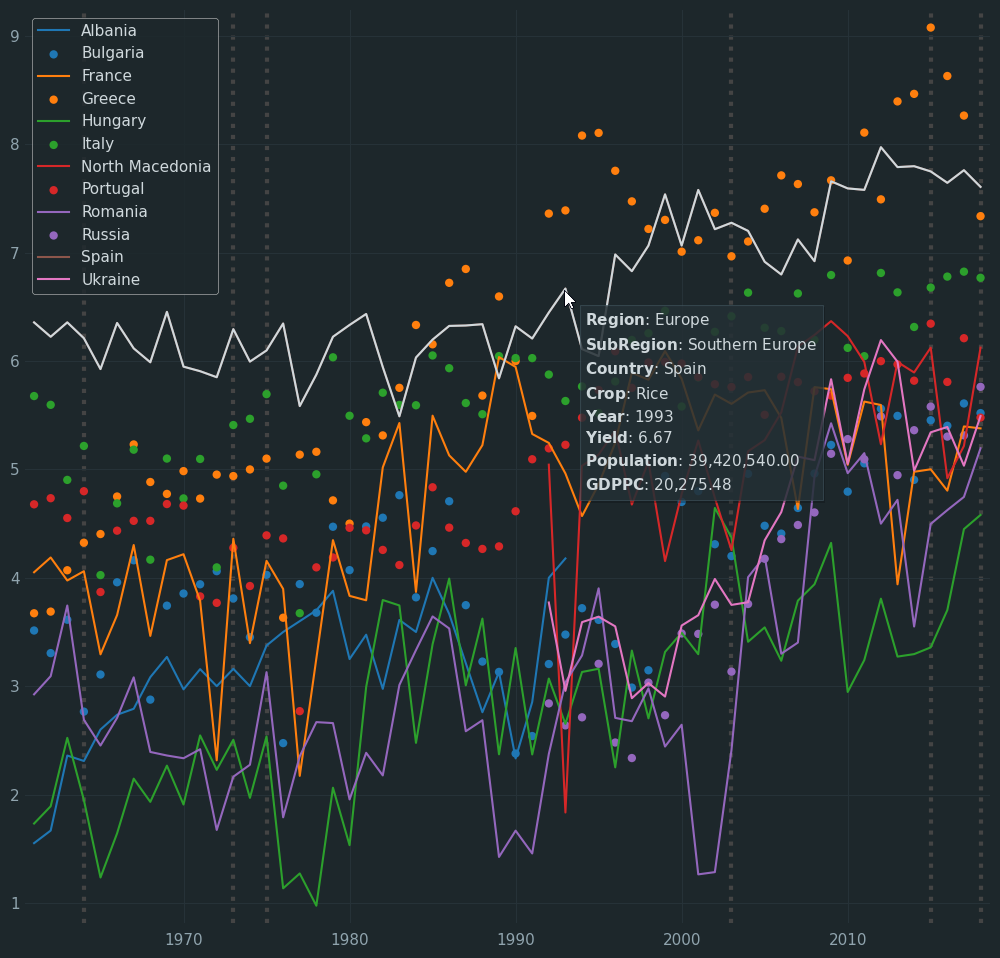 9
8
7
6
5
4
3
2
1
Albania
Bulgaria
France
Greece
Hungary
Italy
North Macedonia
Portugal
Romania
Russia
Spain
Ukraine
Region: Europe
SubRegion: Southern Europe
Country: Spain
Crop: Rice
Year: 1993
Yield: 6.67
Population: 39,420,540.00
GDPPC: 20,275.48
1970 1980 1990 2000 2010